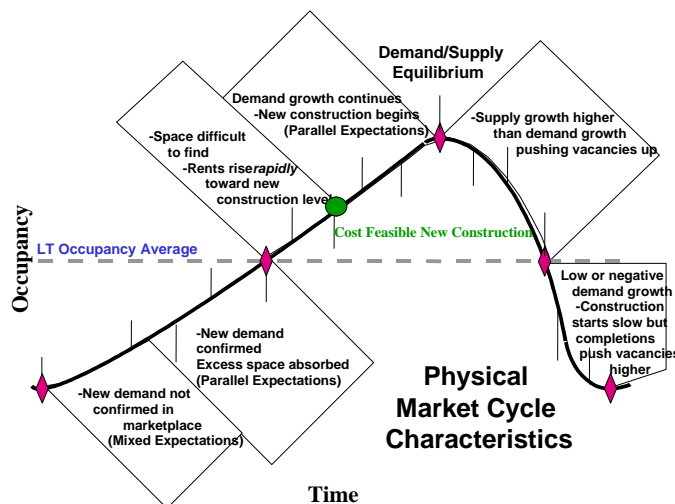 Demand/Supply
Equilibrium
Demand growth continues
-New construction begins
(Parallel Expectations)
-Space difficult
to find
-Rents rise rapidly
toward new
construction level
-Supply growth higher
than demand growth
pushing vacancies up
Cost Feasible New Construction
LT Occupancy Average
Occupancy
Low or negative
demand growth
-Construction
starts slow but
completions
push vacancies
higher
-New demand
confirmed
Excess space absorbed
(Parallel Expectations)
-New demand not
confirmed in
marketplace
(Mixed Expectations)
Physical
Market Cycle
Characteristics
Time